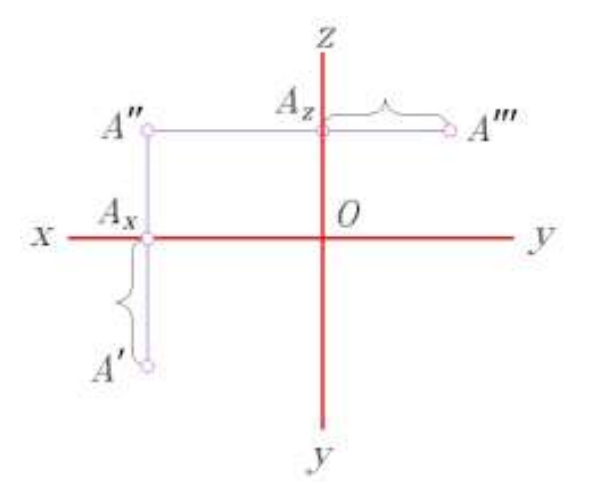 z
A″ A_z A‴
A_x O
x y
A′
y